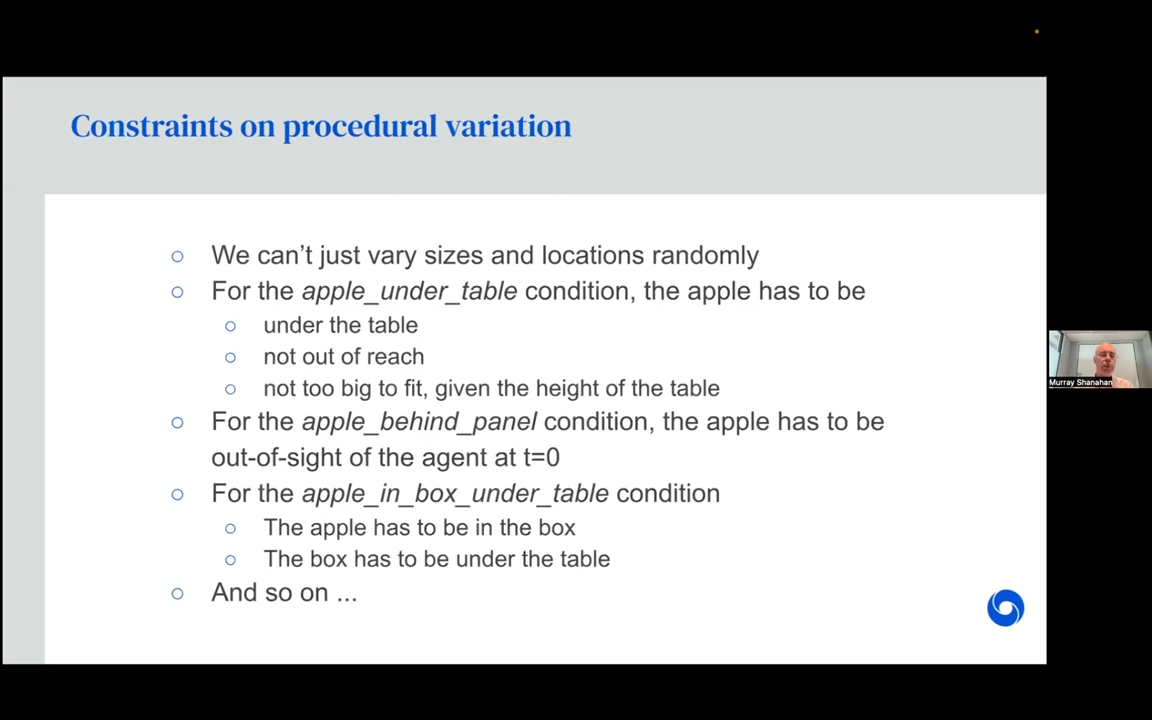 Constraints on procedural variation
We can't just vary sizes and locations randomly
For the apple_under_table condition, the apple has to be
under the table
not out of reach
not too big to fit, given the height of the table
For the apple_behind_panel condition, the apple has to be
out-of-sight of the agent at t=0
For the apple_in_box_under_table condition
The apple has to be in the box
The box has to be under the table
And so on ...
Murray Shanahan